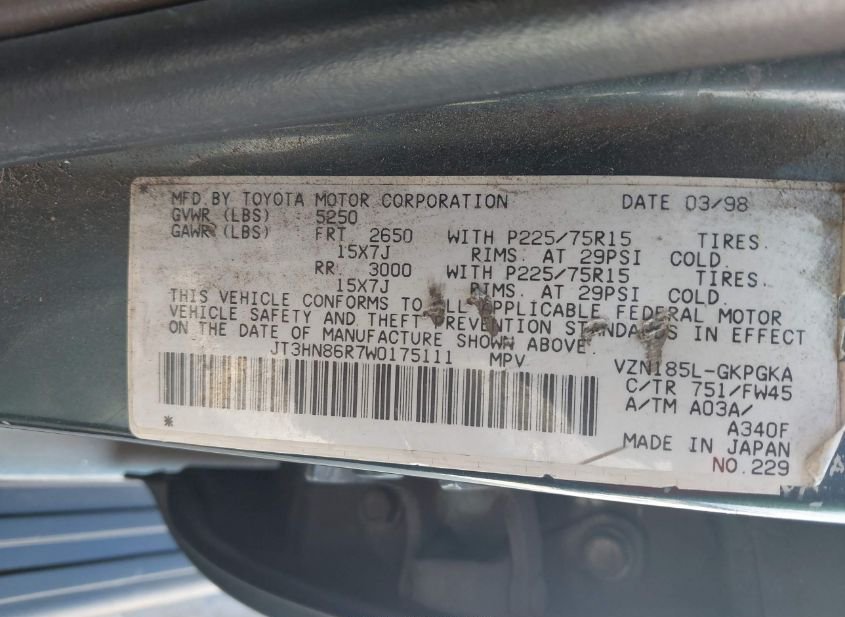 MFD. BY TOYOTA MOTOR CORPORATION DATE 03/98
GVWR (LBS) 5250
GAWR (LBS) FRT 2650 WITH P225/75R15 TIRES.
15X7J RIMS. AT 29PSI COLD.
RR 3000 WITH P225/75R15 TIRES.
15X7J RIMS. AT 29PSI COLD.
THIS VEHICLE CONFORMS TO ALL APPLICABLE FEDERAL MOTOR
VEHICLE SAFETY AND THEFT PREVENTION STANDARDS IN EFFECT
ON THE DATE OF MANUFACTURE SHOWN ABOVE.
JT3HN86R7W0175111 MPV
VZN185L-GKPGKA
C/TR 751/FW45
A/TM A03A/
A340F
MADE IN JAPAN
NO.229